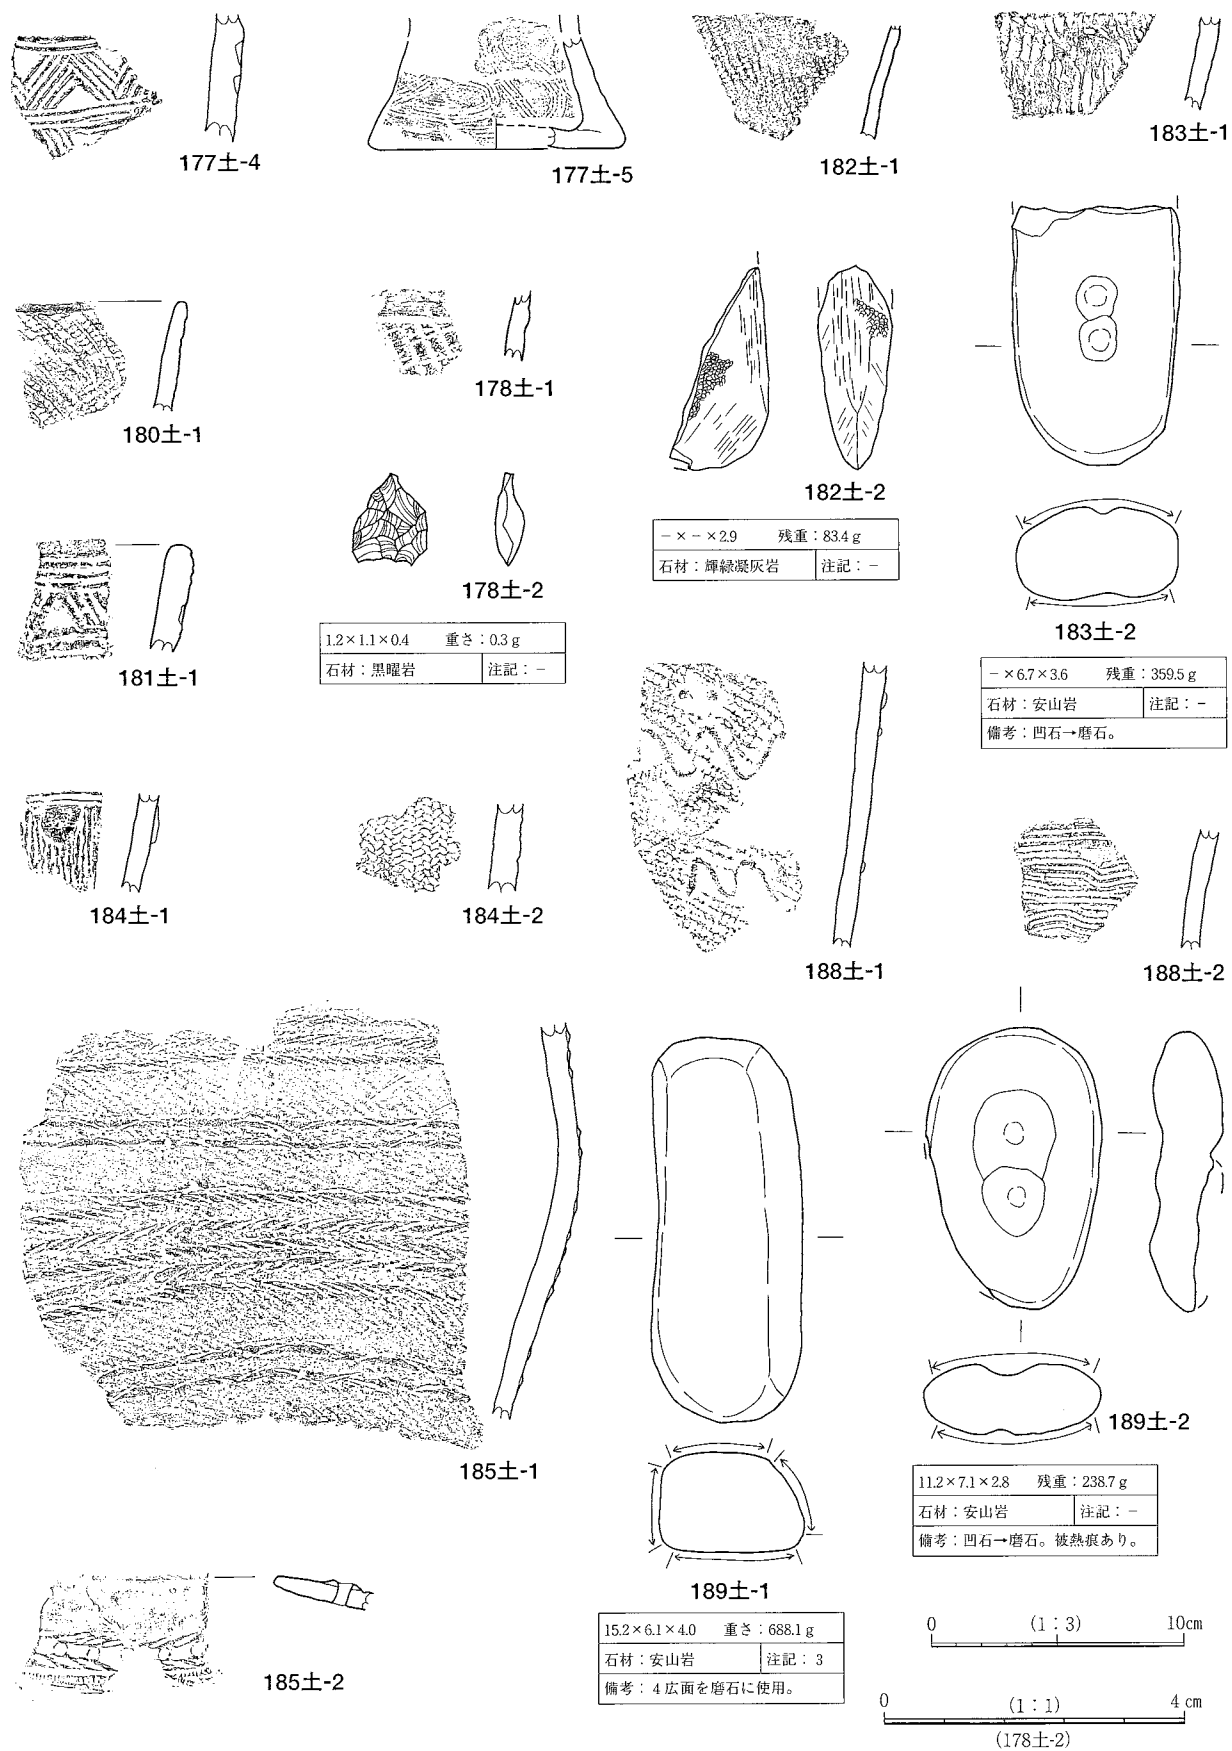 177土-4
177土-5
182土-1
183土-1
180土-1
178土-1
182土-2
－×－×2.9　残重：83.4 g
石材：輝緑凝灰岩　注記：－
181土-1
178土-2
1.2×1.1×0.4　重さ：0.3 g
石材：黒曜岩　注記：－
183土-2
－×6.7×3.6　残重：359.5 g
石材：安山岩　注記：－
備考：凹石→磨石。
184土-1
184土-2
188土-1
188土-2
185土-1
189土-2
11.2×7.1×2.8　残重：238.7 g
石材：安山岩　注記：－
備考：凹石→磨石。被熱痕あり。
189土-1
15.2×6.1×4.0　重さ：688.1 g
石材：安山岩　注記：3
備考：4広面を磨石に使用。
185土-2
0　(1：3)　10cm
0　(1：1)　4 cm
(178土-2)